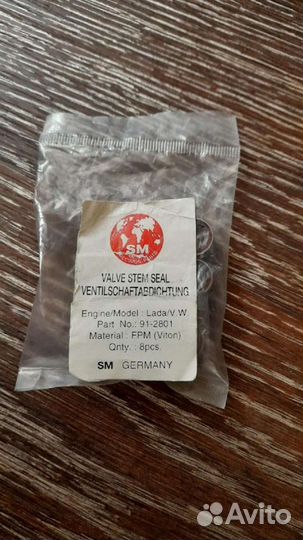 SM
VALVE STEM SEAL
VENTILSCHAFTABDICHTUNG
Engine/Model : Lada/V.W
Part No.: 91-2801
Material : FPM (Viton)
Qnty. : 8pcs.
SM GERMANY
Avito